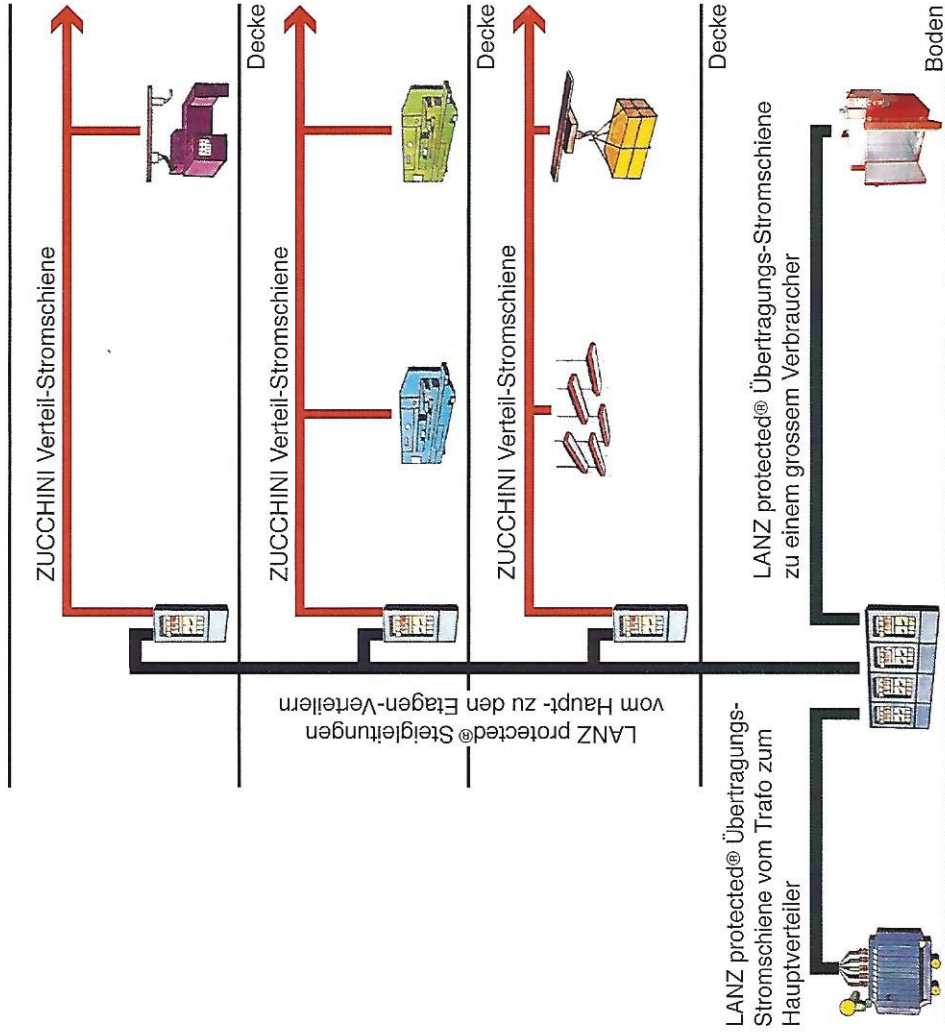 ZUCCHINI Verteil-Stromschiene
Decke
ZUCCHINI Verteil-Stromschiene
Decke
ZUCCHINI Verteil-Stromschiene
Decke
LANZ protected® Steigleitungen
vom Haupt- zu den Etagen-Verteilern
LANZ protected® Übertragungs-
Stromschiene vom Trafo zum
Hauptverteiler
LANZ protected® Übertragungs-Stromschiene
zu einem grossem Verbraucher
Boden